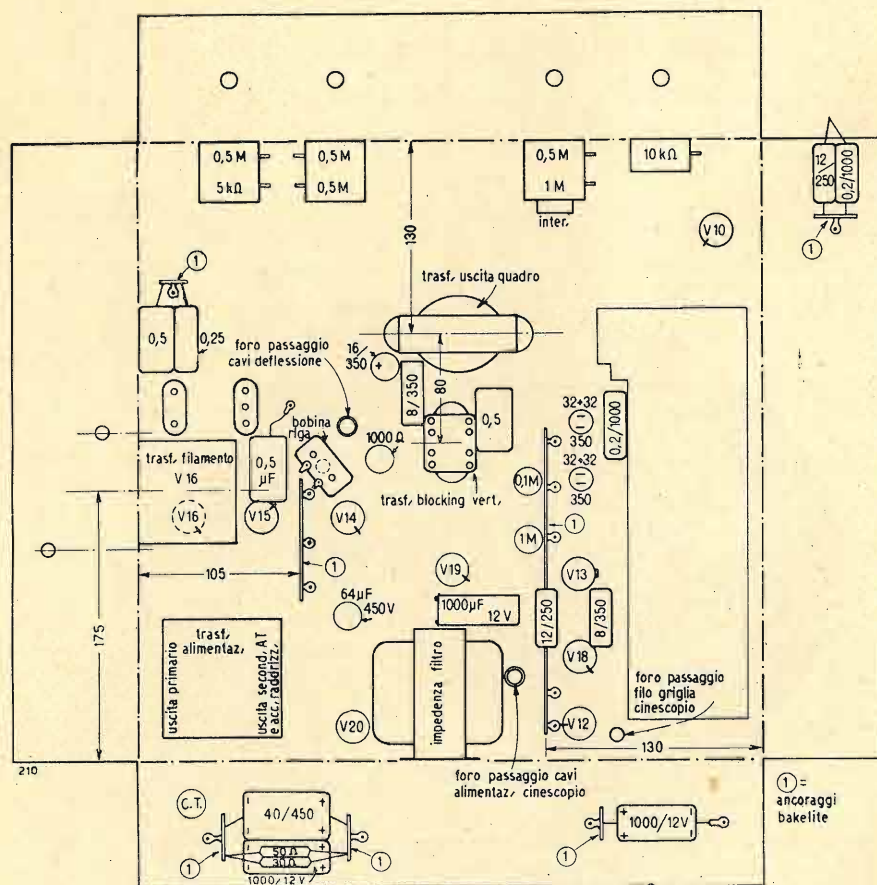 0,5 M
5 kΩ
0,5 M
0,5 M
0,5 M
1 M
inter.
10 kΩ
12/250
0,2/1000
1
V10
130
trasf. uscita quadro
1
0,5
0,25
foro passaggio
cavi deflessione
16
350
+
8/350
80
0,5
32+32
350
0,2/1000
32+32
350
bobina
riga
1000 Ω
trasf. filamento
V 16
V16
0,5
µF
V15
V14
trasf. blocking vert.
0,1M
1
1 M
105
1
V19
V13
64µF
450V
1000µF
12 V
12/250
8/350
175
trasf.
alimentaz.
uscita primario
uscita second. AT
e acc. raddrizz.
V20
impedenza filtro
V18
V12
foro passaggio
filo griglia
cinescopio
130
210
foro passaggio cavi
alimentaz. cinescopio
1 =
ancoraggi
bakelite
C.T.
40/450
50 Ω
30 Ω
1000/12 V
1
1
1000/12V
1